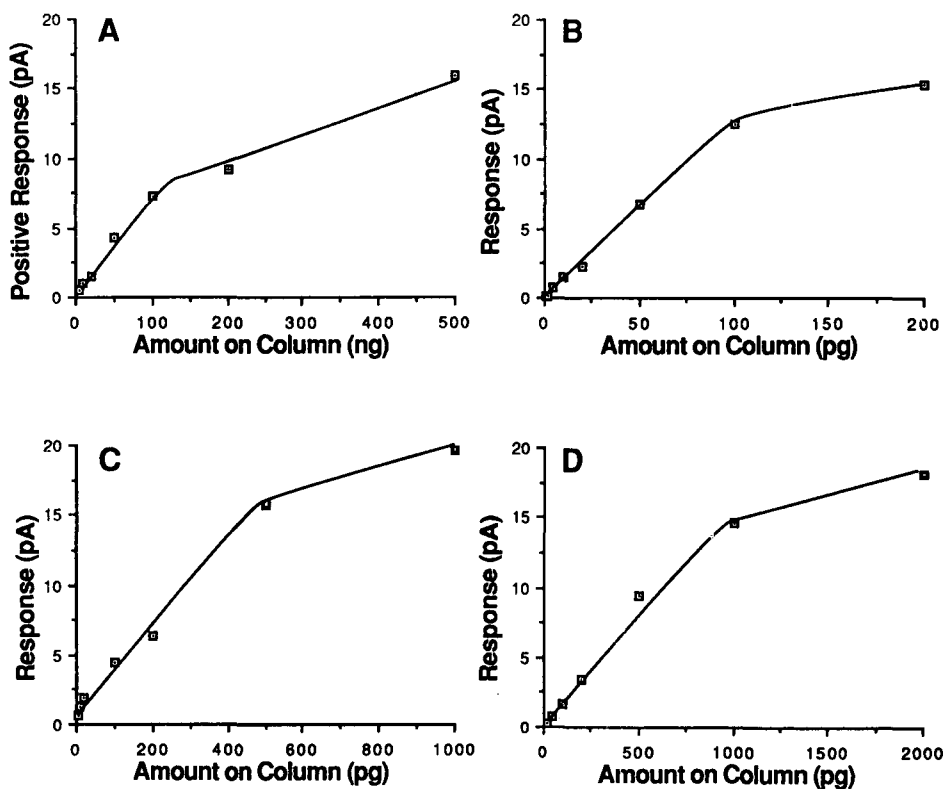 A
20
15
10
5
0
Positive Response (pA)
0 100 200 300 400 500
Amount on Column (ng)
B
20
15
10
5
0
Response (pA)
0 50 100 150 200
Amount on Column (pg)
C
20
15
10
5
0
Response (pA)
0 200 400 600 800 1000
Amount on Column (pg)
D
20
15
10
5
0
Response (pA)
0 500 1000 1500 2000
Amount on Column (pg)